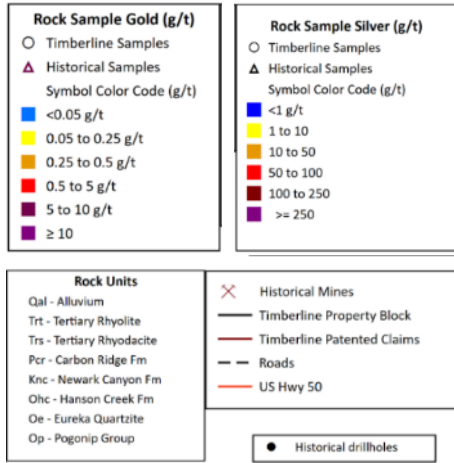 Rock Sample Gold (g/t)
Timberline Samples
Historical Samples
Symbol Color Code (g/t)
<0.05 g/t
0.05 to 0.25 g/t
0.25 to 0.5 g/t
0.5 to 5 g/t
5 to 10 g/t
≥ 10
Rock Sample Silver (g/t)
Timberline Samples
Historical Samples
Symbol Color Code (g/t)
<1 g/t
1 to 10
10 to 50
50 to 100
100 to 250
>= 250
Rock Units
Qal - Alluvium
Trt - Tertiary Rhyolite
Trs - Tertiary Rhyodacite
Pcr - Carbon Ridge Fm
Knc - Newark Canyon Fm
Ohc - Hanson Creek Fm
Oe - Eureka Quartzite
Op - Pogonip Group
Historical Mines
Timberline Property Block
Timberline Patented Claims
Roads
US Hwy 50
Historical drillholes